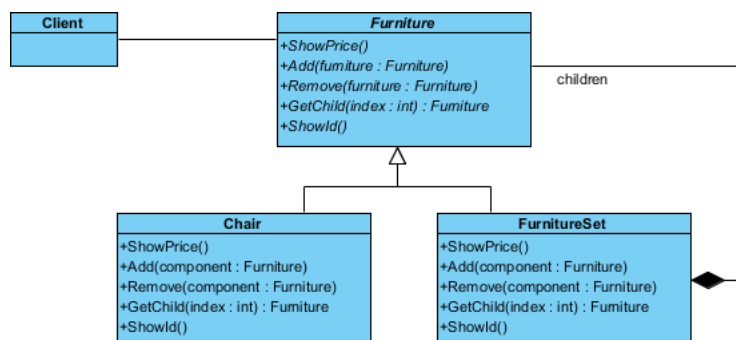 Client
Furniture
+ShowPrice()
+Add(furniture : Furniture)
+Remove(furniture : Furniture)
+GetChild(index : int) : Furniture
+ShowId()
children
Chair
+ShowPrice()
+Add(component : Furniture)
+Remove(component : Furniture)
+GetChild(index : int) : Furniture
+ShowId()
FurnitureSet
+ShowPrice()
+Add(component : Furniture)
+Remove(component : Furniture)
+GetChild(index : int) : Furniture
+ShowId()